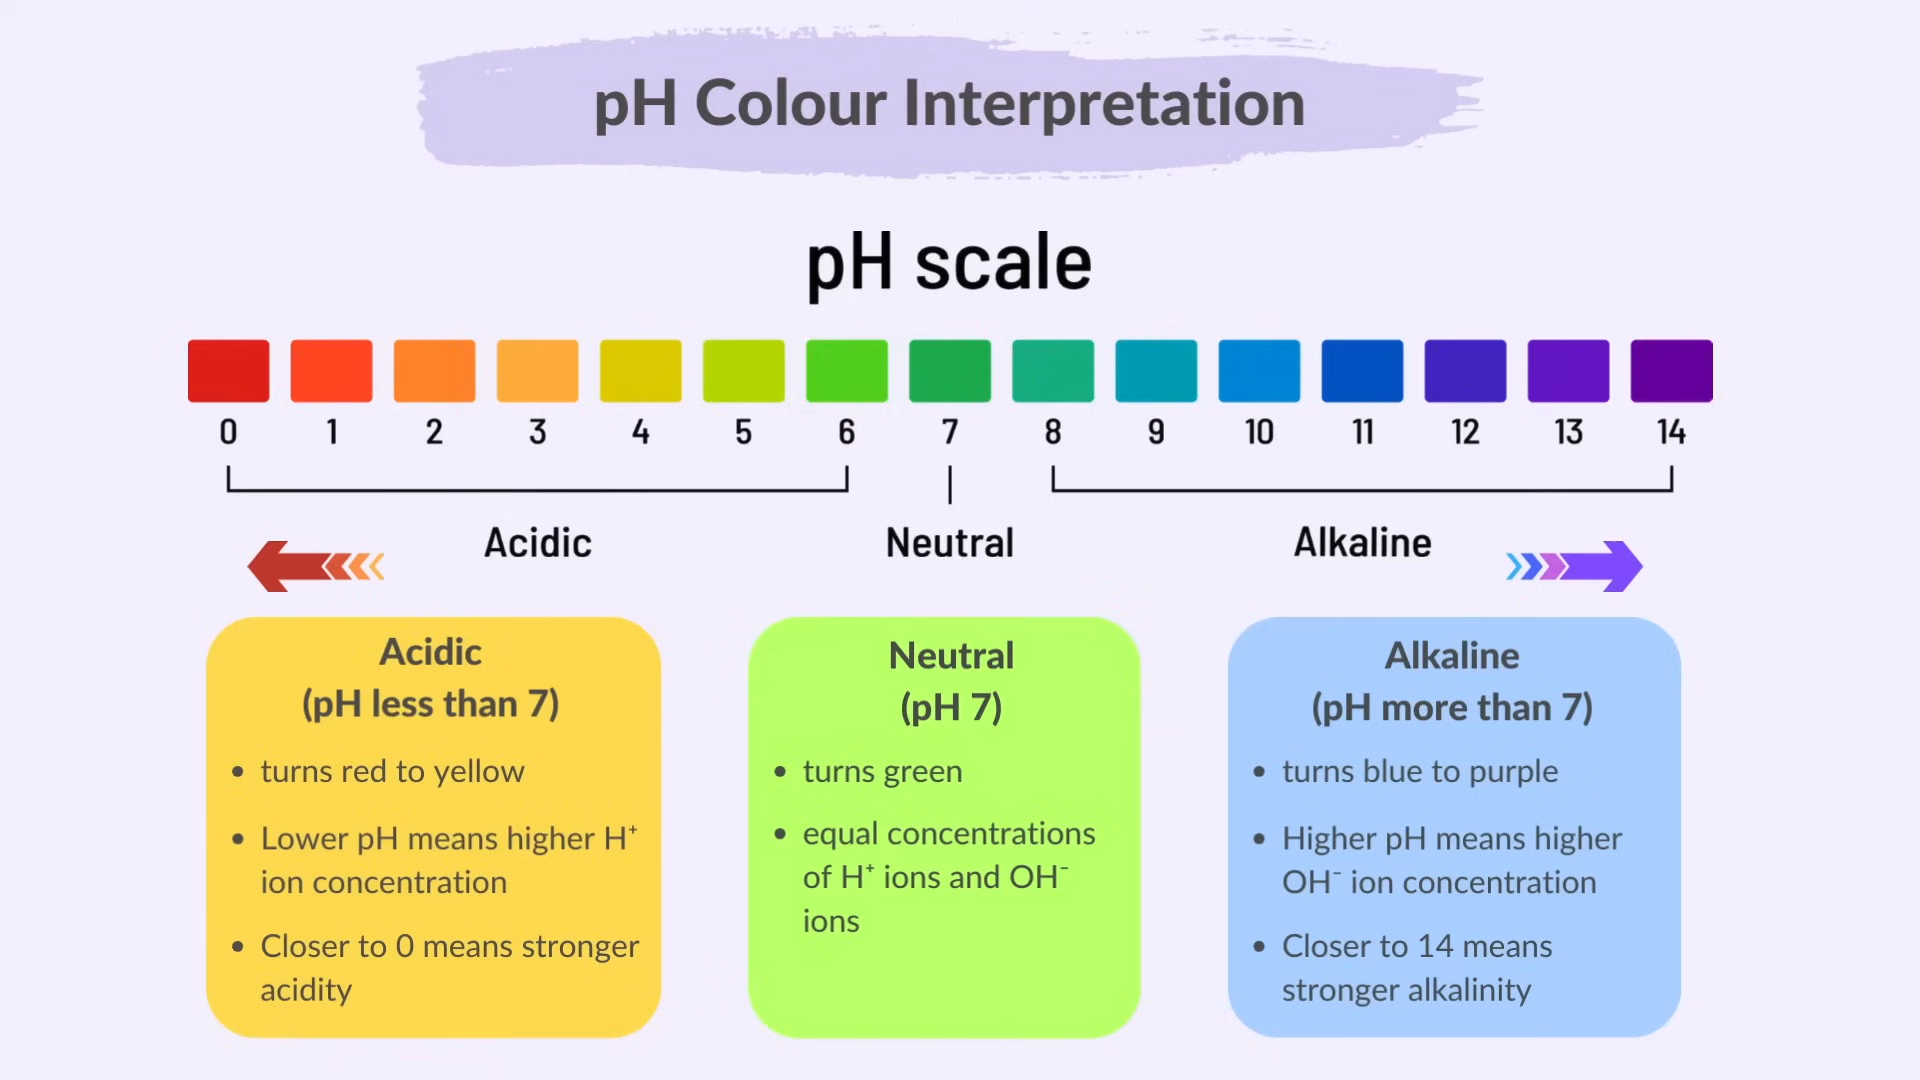 pH Colour Interpretation
pH scale
0 1 2 3 4 5 6 7 8 9 10 11 12 13 14
Acidic Neutral Alkaline
Acidic
(pH less than 7)
• turns red to yellow
• Lower pH means higher H⁺
ion concentration
• Closer to 0 means stronger
acidity
Neutral
(pH 7)
• turns green
• equal concentrations
of H⁺ ions and OH⁻
ions
Alkaline
(pH more than 7)
• turns blue to purple
• Higher pH means higher
OH⁻ ion concentration
• Closer to 14 means
stronger alkalinity